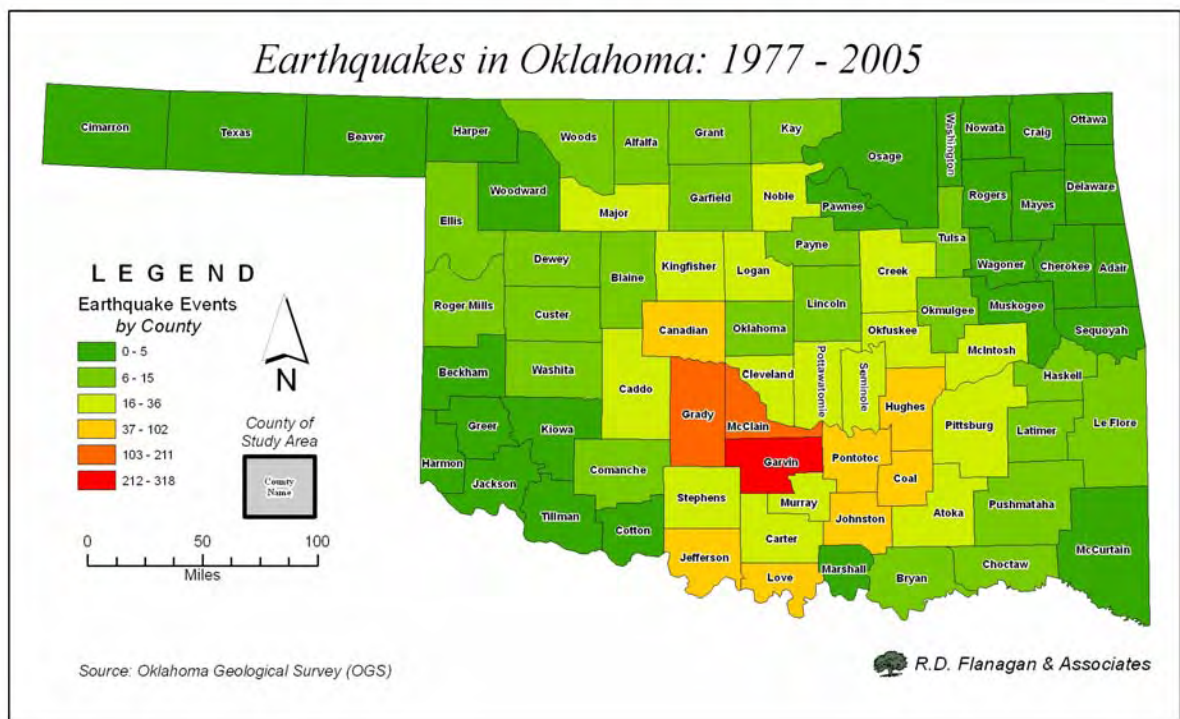 Earthquakes in Oklahoma: 1977 - 2005
Cimarron
Texas
Beaver
Harper
Woods
Alfalfa
Grant
Kay
Osage
Washington
Nowata
Craig
Ottawa
Woodward
Ellis
Major
Garfield
Noble
Pawnee
Rogers
Mayes
Delaware
Dewey
Blaine
Kingfisher
Logan
Payne
Creek
Tulsa
Wagoner
Cherokee
Adair
Roger Mills
Custer
Canadian
Oklahoma
Lincoln
Okfuskee
Okmulgee
Muskogee
Sequoyah
Beckham
Washita
Caddo
Grady
Cleveland
McClain
Pottawatomie
Seminole
Hughes
McIntosh
Pittsburg
Haskell
Latimer
Le Flore
Harmon
Greer
Kiowa
Jackson
Comanche
Tillman
Cotton
Stephens
Garvin
Murray
Pontotoc
Coal
Johnston
Atoka
Pushmataha
McCurtain
Jefferson
Carter
Love
Marshall
Bryan
Choctaw
LEGEND
Earthquake Events
by County
0 - 5
6 - 15
16 - 36
37 - 102
103 - 211
212 - 318
N
County of
Study Area
County
Name
0 50 100
Miles
Source: Oklahoma Geological Survey (OGS)
R.D. Flanagan & Associates